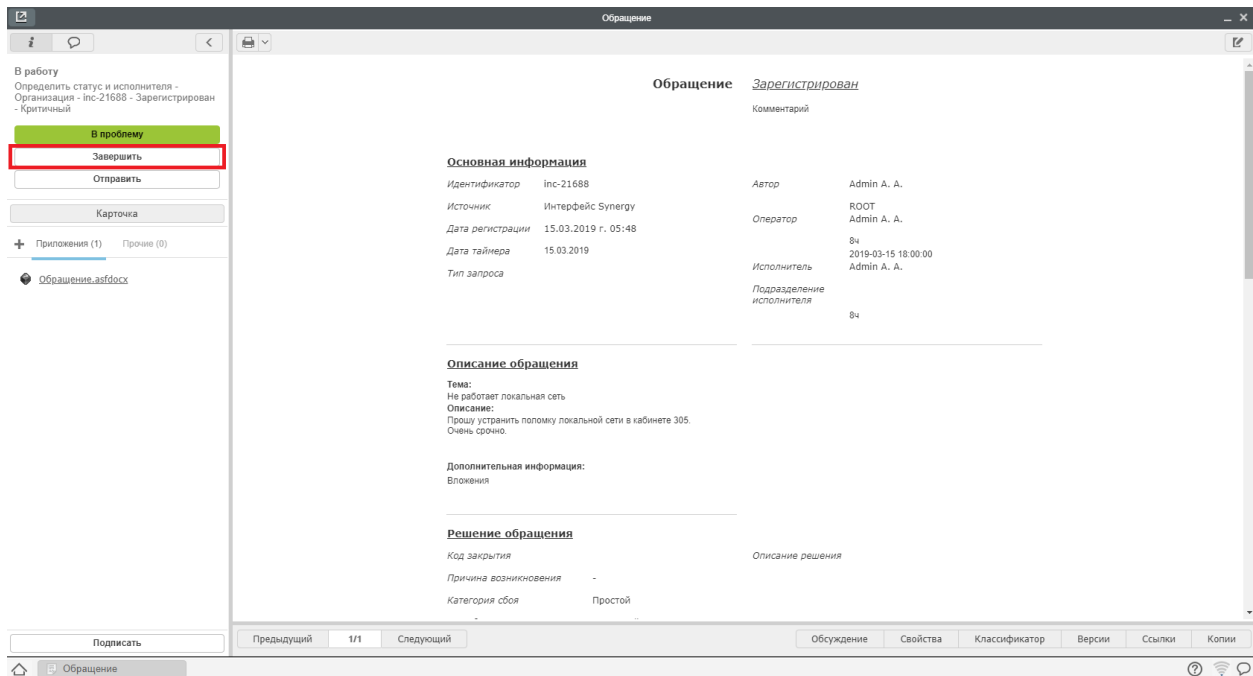 Обращение
В работу
Определить статус и исполнителя -
Организация - inc-21688 - Зарегистрирован
- Критичный
В проблему
Завершить
Отправить
Карточка
Приложения (1) Прочие (0)
Обращение.asfdocx
Подписать
Обращение Зарегистрирован
Комментарий
Основная информация
Идентификатор inc-21688
Источник Интерфейс Synergy
Дата регистрации 15.03.2019 г. 05:48
Дата таймера 15.03.2019
Тип запроса
Автор Admin A. A.
ROOT
Оператор Admin A. A.
8ч
2019-03-15 18:00:00
Исполнитель Admin A. A.
Подразделение
исполнителя
8ч
Описание обращения
Тема:
Не работает локальная сеть
Описание:
Прошу устранить поломку локальной сети в кабинете 305.
Очень срочно.
Дополнительная информация:
Вложения
Решение обращения
Код закрытия Описание решения
Причина возникновения -
Категория сбоя Простой
Предыдущий 1/1 Следующий Обсуждение Свойства Классификатор Версии Ссылки Копии
Обращение